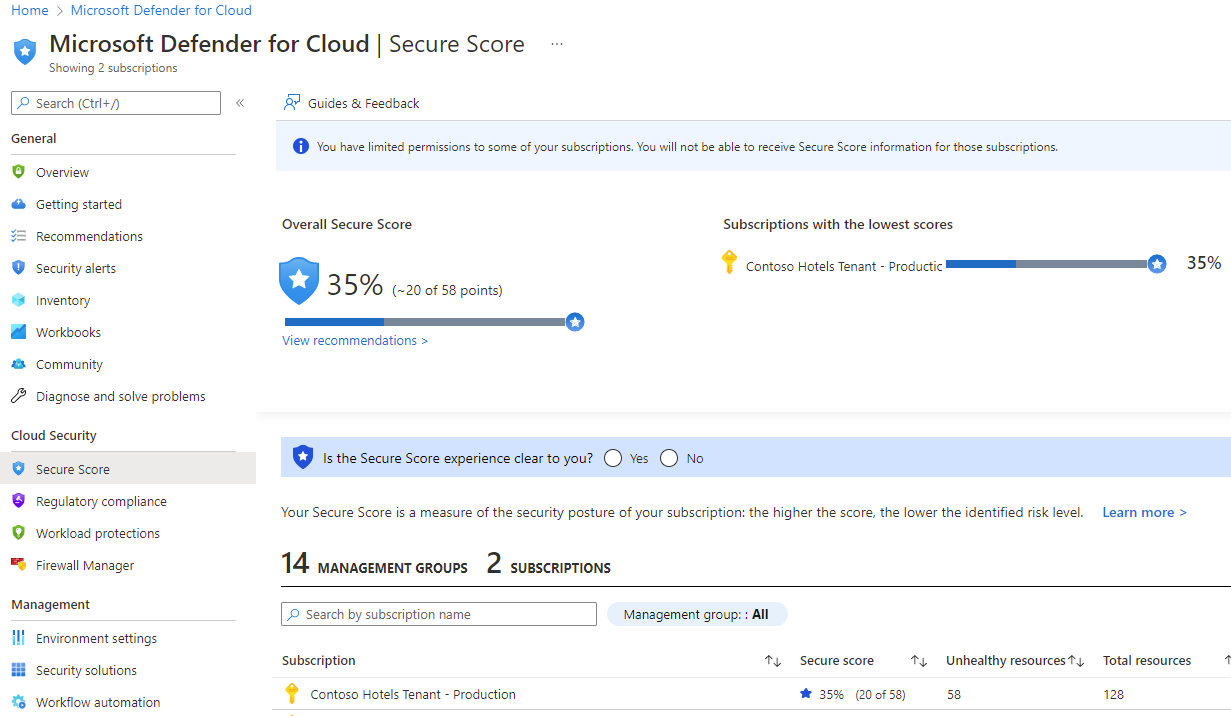 Home > Microsoft Defender for Cloud
Microsoft Defender for Cloud | Secure Score ...
Showing 2 subscriptions
Search (Ctrl+/) «
General
Overview
Getting started
Recommendations
Security alerts
Inventory
Workbooks
Community
Diagnose and solve problems
Cloud Security
Secure Score
Regulatory compliance
Workload protections
Firewall Manager
Management
Environment settings
Security solutions
Workflow automation
Guides & Feedback
You have limited permissions to some of your subscriptions. You will not be able to receive Secure Score information for those subscriptions.
Overall Secure Score
35% (~20 of 58 points)
View recommendations >
Subscriptions with the lowest scores
Contoso Hotels Tenant - Productic 35%
Is the Secure Score experience clear to you? Yes No
Your Secure Score is a measure of the security posture of your subscription: the higher the score, the lower the identified risk level. Learn more >
14 MANAGEMENT GROUPS 2 SUBSCRIPTIONS
Search by subscription name Management group: : All
Subscription ↑↓ Secure score ↑↓ Unhealthy resources ↑↓ Total resources ↑
Contoso Hotels Tenant - Production 35% (20 of 58) 58 128